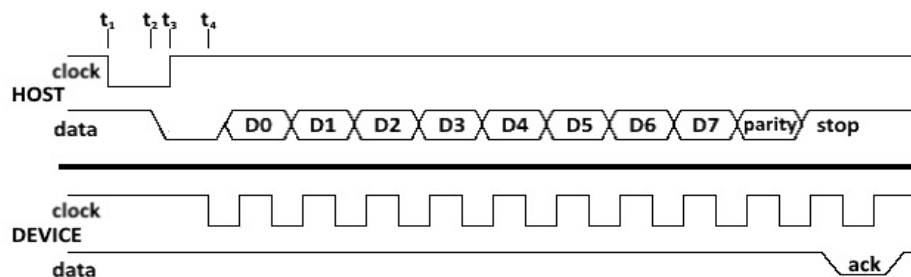 t1 t2 t3 t4
clock
HOST
data D0 D1 D2 D3 D4 D5 D6 D7 parity stop
clock
DEVICE
data ack